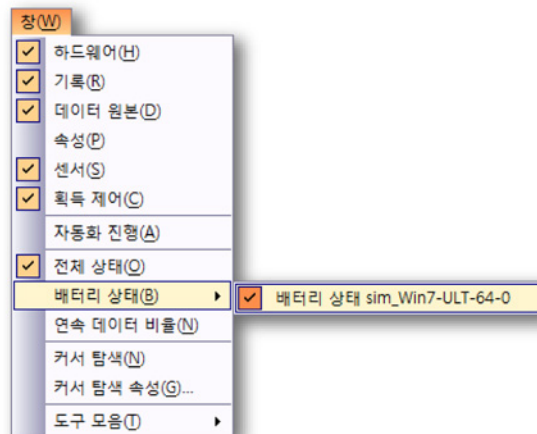 창(W)
하드웨어(H)
기록(R)
데이터 원본(D)
속성(P)
센서(S)
획득 제어(C)
자동화 진행(A)
전체 상태(O)
배터리 상태(B)
배터리 상태 sim_Win7-ULT-64-0
연속 데이터 비율(N)
커서 탐색(N)
커서 탐색 속성(G)...
도구 모음(T)